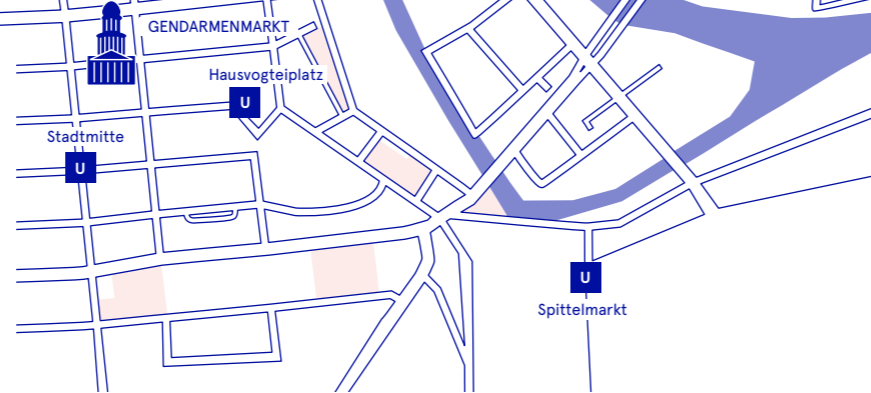 GENDARMENMARKT
Hausvogteiplatz
U
Stadtmitte
U
U
Spittelmarkt